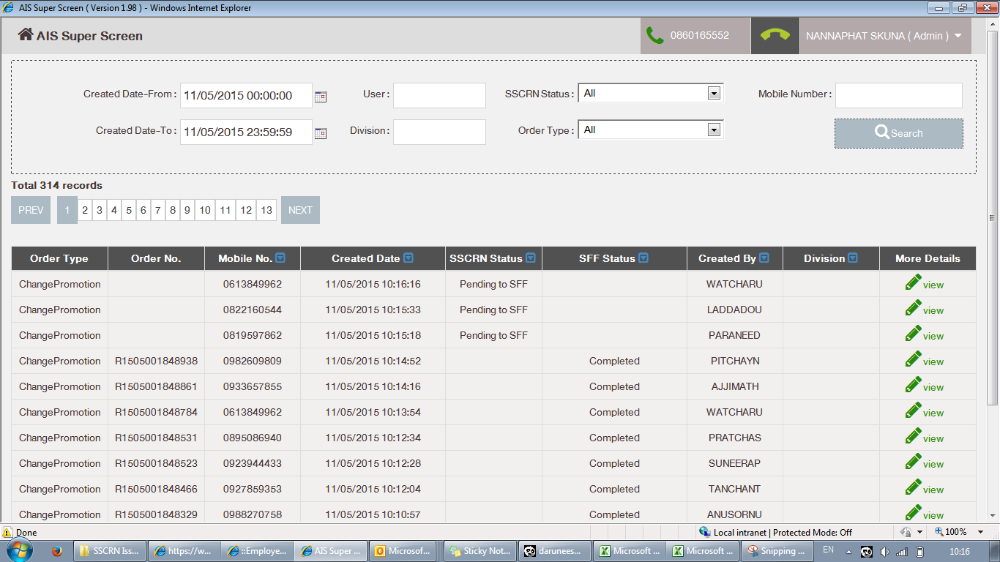 AIS Super Screen ( Version 1.98 ) - Windows Internet Explorer
AIS Super Screen
0860165552
NANNAPHAT SKUNA ( Admin )
Created Date-From : 11/05/2015 00:00:00 User : SSCRN Status : All Mobile Number :
Created Date-To : 11/05/2015 23:59:59 Division : Order Type : All Search
Total 314 records
PREV 1 2 3 4 5 6 7 8 9 10 11 12 13 NEXT
Order Type Order No. Mobile No. Created Date SSCRN Status SFF Status Created By Division More Details
ChangePromotion 0613849962 11/05/2015 10:16:16 Pending to SFF WATCHARU view
ChangePromotion 0822160544 11/05/2015 10:15:33 Pending to SFF LADDADOU view
ChangePromotion 0819597862 11/05/2015 10:15:18 Pending to SFF PARANEED view
ChangePromotion R1505001848938 0982609809 11/05/2015 10:14:52 Completed PITCHAYN view
ChangePromotion R1505001848861 0933657855 11/05/2015 10:14:16 Completed AJJIMATH view
ChangePromotion R1505001848784 0613849962 11/05/2015 10:13:54 Completed WATCHARU view
ChangePromotion R1505001848531 0895086940 11/05/2015 10:12:34 Completed PRATCHAS view
ChangePromotion R1505001848523 0923944433 11/05/2015 10:12:28 Completed SUNEERAP view
ChangePromotion R1505001848466 0927859353 11/05/2015 10:12:04 Completed TANCHANT view
ChangePromotion R1505001848329 0988270758 11/05/2015 10:10:57 Completed ANUSORNU view
Done Local intranet | Protected Mode: Off 100%
SSCRN Iss... https://w... ::Employe... AIS Super ... Microsof... Sticky Not... darunees... Microsoft ... Microsoft ... Snipping ... EN 10:16